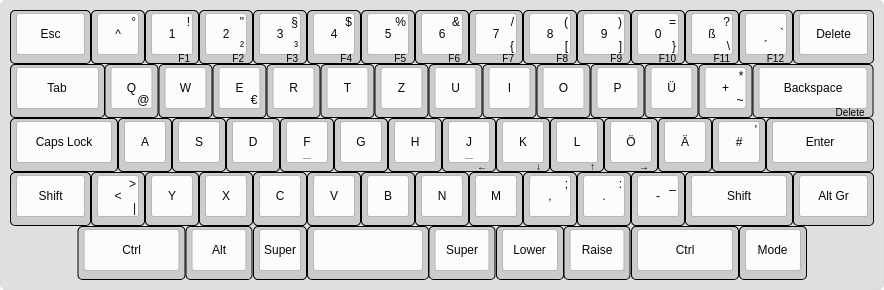 Esc ^ ° 1 ! F1 2 " ² F2 3 § ³ F3 4 $ F4 5 % F5 6 & F6 7 / { F7 8 ( [ F8 9 ) ] F9 0 = } F10 ß ? \ F11 ´ ` F12 Delete
Tab Q @ W E € R T Z U I O P Ü + * ~ Backspace Delete
Caps Lock A S D F _ G H J _ ← K ↓ L ↑ Ö → Ä # ' Enter
Shift < > | Y X C V B N M , ; . : - _ Shift Alt Gr
Ctrl Alt Super Super Lower Raise Ctrl Mode